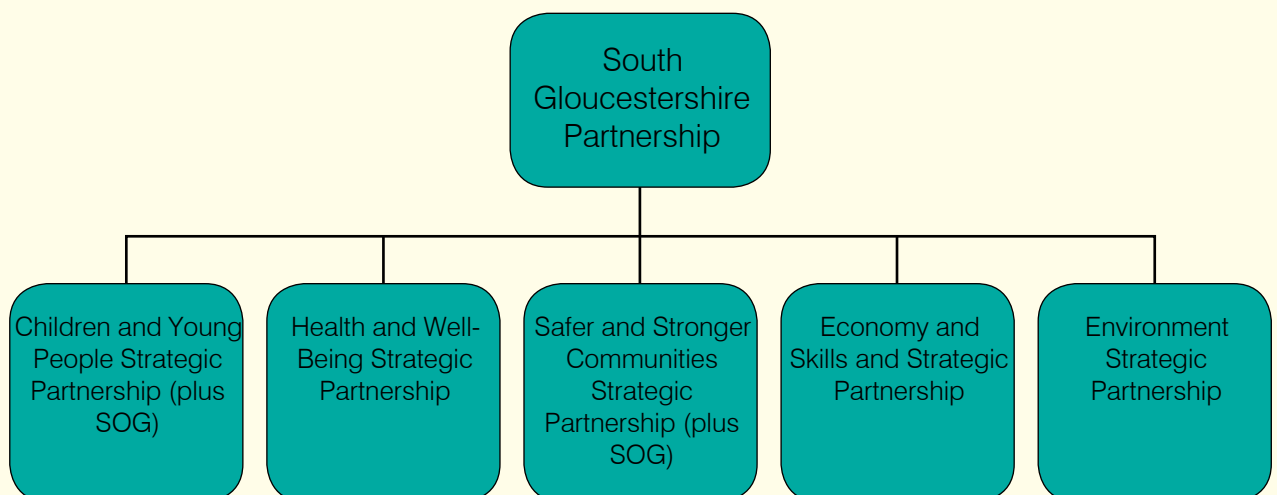 South
Gloucestershire
Partnership
Children and Young
People Strategic
Partnership (plus
SOG)
Health and Well-
Being Strategic
Partnership
Safer and Stronger
Communities
Strategic
Partnership (plus
SOG)
Economy and
Skills and Strategic
Partnership
Environment
Strategic
Partnership